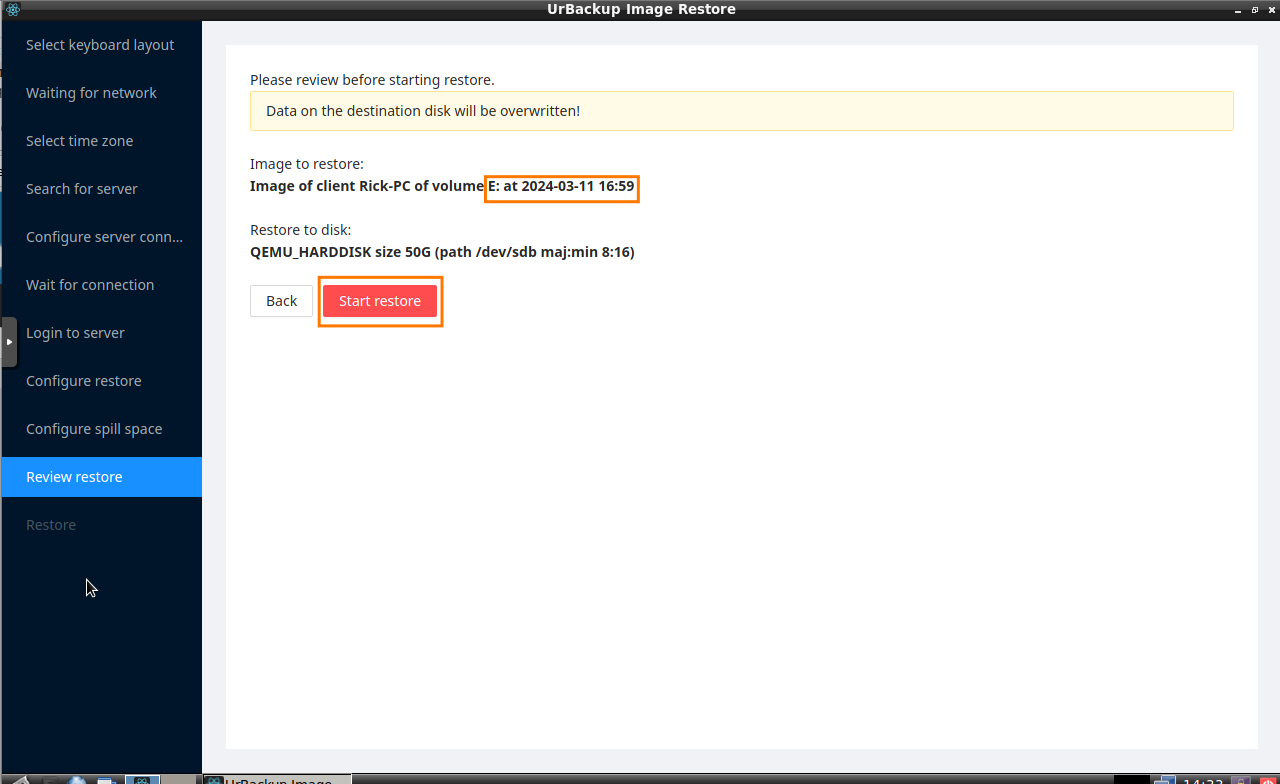 UrBackup Image Restore
Select keyboard layout
Waiting for network
Select time zone
Search for server
Configure server conn...
Wait for connection
Login to server
Configure restore
Configure spill space
Review restore
Restore
Please review before starting restore.
Data on the destination disk will be overwritten!
Image to restore:
Image of client Rick-PC of volume E: at 2024-03-11 16:59
Restore to disk:
QEMU_HARDDISK size 50G (path /dev/sdb maj:min 8:16)
Back
Start restore
UrBackup Image